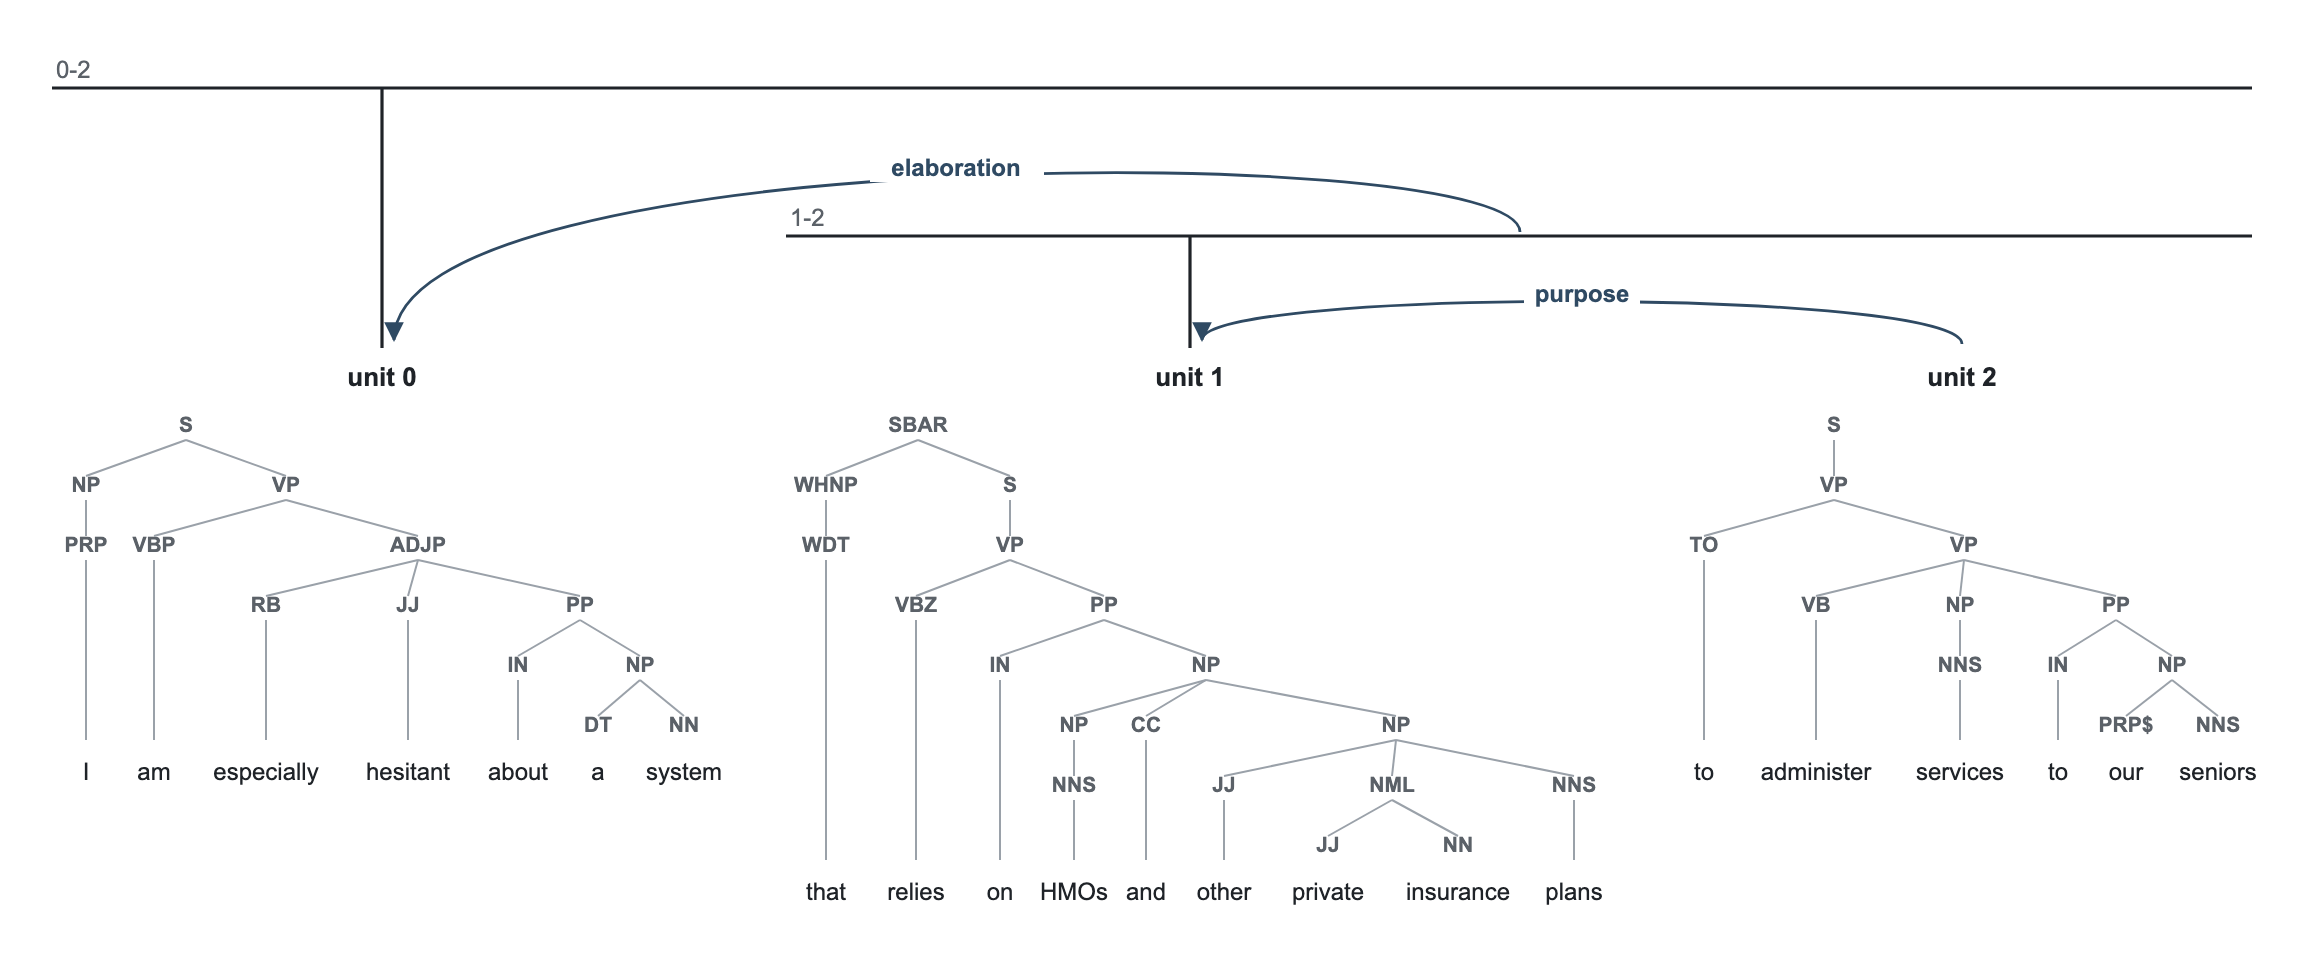 0-2
elaboration
1-2
purpose
unit 0 unit 1 unit 2
S SBAR S
NP VP WHNP S VP
PRP VBP ADJP WDT VP TO VP
RB JJ PP VBZ PP VB NP PP
IN NP IN NP NNS IN NP
DT NN NP CC NP PRP$ NNS
I am especially hesitant about a system to administer services to our seniors
NNS JJ NML NNS
JJ NN
that relies on HMOs and other private insurance plans